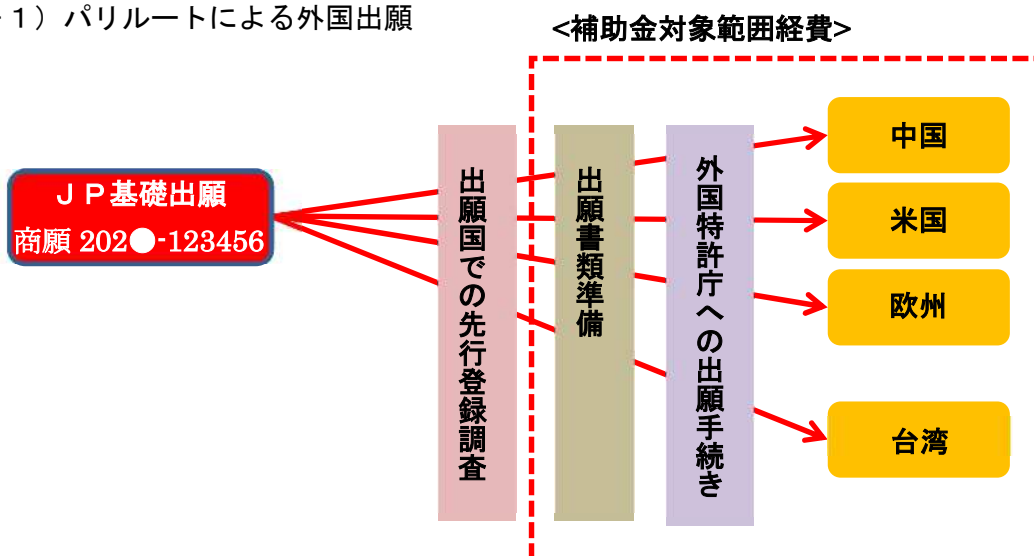 １）パリルートによる外国出願
<補助金対象範囲経費>
ＪＰ基礎出願
商願 202●-123456
出願国での先行登録調査
出願書類準備
外国特許庁への出願手続き
中国
米国
欧州
台湾